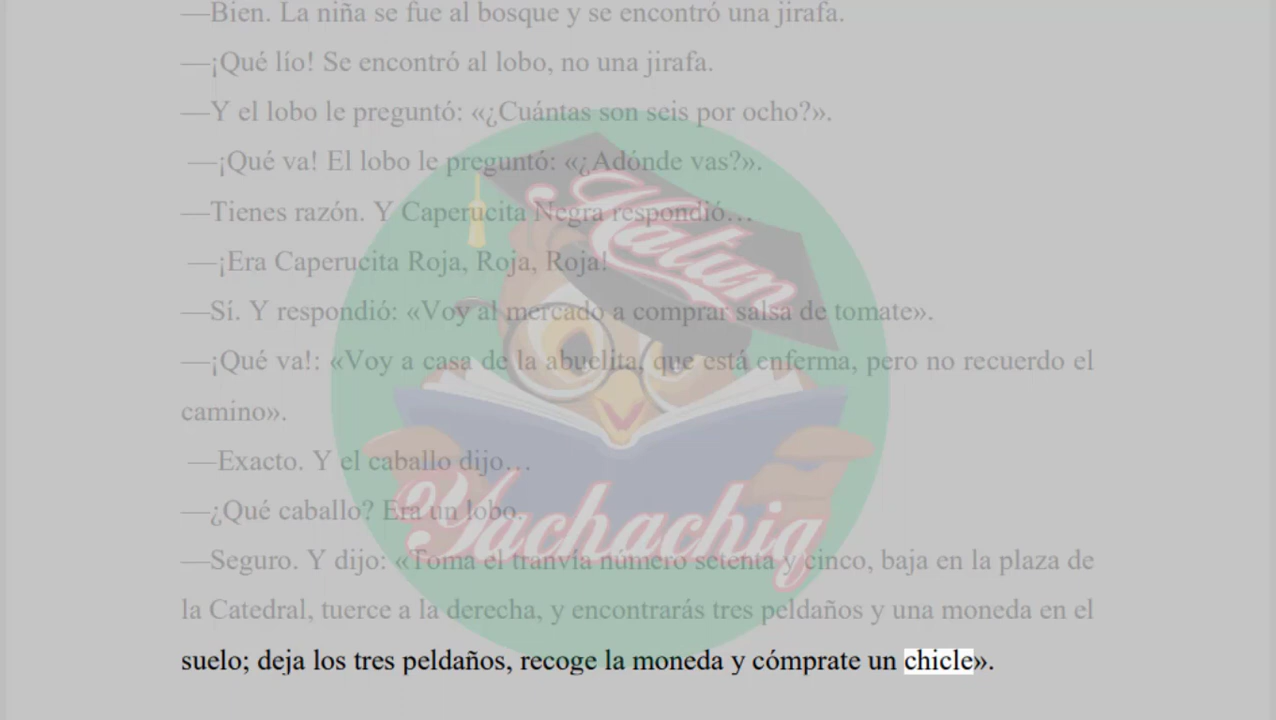 —Bien. La niña se fue al bosque y se encontró una jirafa.
—¡Qué lío! Se encontró al lobo, no una jirafa.
—Y el lobo le preguntó: «¿Cuántas son seis por ocho?».
—¡Qué va! El lobo le preguntó: «¿Adónde vas?».
—Tienes razón. Y Caperucita Negra respondió…
—¡Era Caperucita Roja, Roja, Roja!
—Sí. Y respondió: «Voy al mercado a comprar salsa de tomate».
—¡Qué va!: «Voy a casa de la abuelita, que está enferma, pero no recuerdo el
camino».
—Exacto. Y el caballo dijo…
—¿Qué caballo? Era un lobo.
—Seguro. Y dijo: «Toma el tranvía número setenta y cinco, baja en la plaza de
la Catedral, tuerce a la derecha, y encontrarás tres peldaños y una moneda en el
suelo; deja los tres peldaños, recoge la moneda y cómprate un chicle».
Hatun
Yachachiq